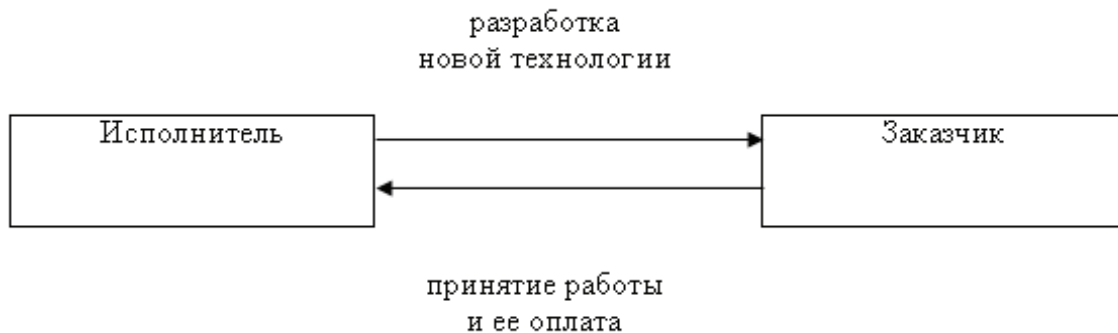 разработка
новой технологии
Исполнитель
Заказчик
принятие работы
и ее оплата